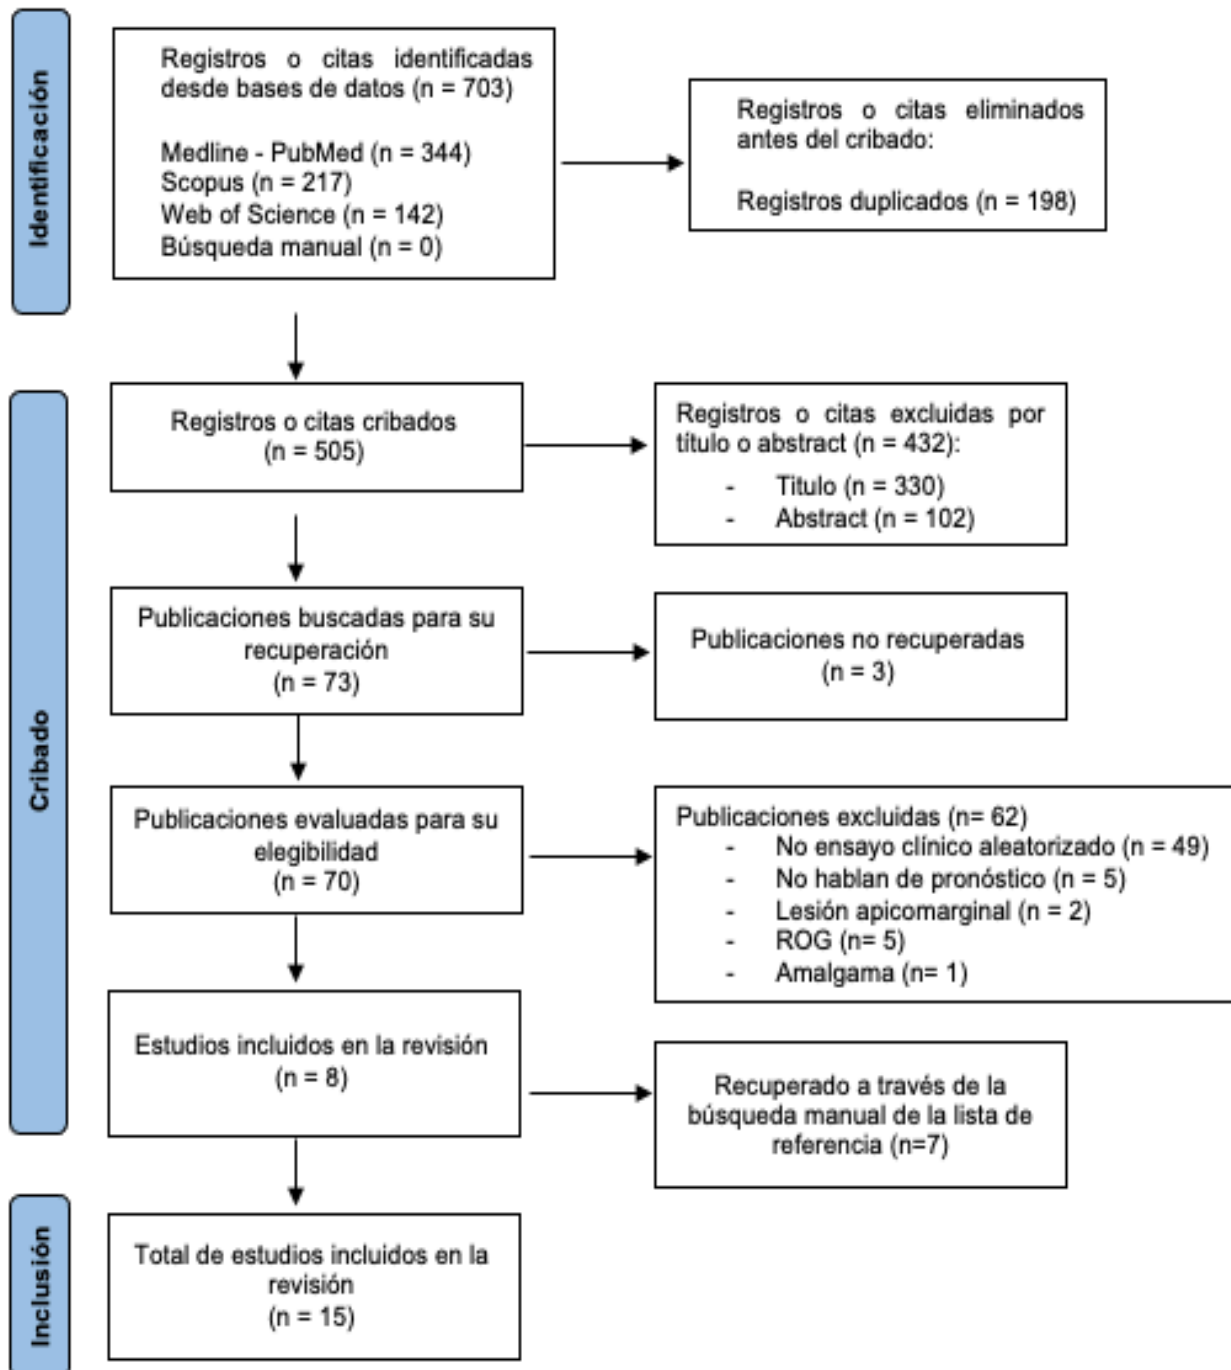 Identificación
Registros o citas identificadas
desde bases de datos (n = 703)
Medline - PubMed (n = 344)
Scopus (n = 217)
Web of Science (n = 142)
Búsqueda manual (n = 0)
Registros o citas eliminados
antes del cribado:
Registros duplicados (n = 198)
Cribado
Registros o citas cribados
(n = 505)
Registros o citas excluidas por
título o abstract (n = 432):
- Titulo (n = 330)
- Abstract (n = 102)
Publicaciones buscadas para su
recuperación
(n = 73)
Publicaciones no recuperadas
(n = 3)
Publicaciones evaluadas para su
elegibilidad
(n = 70)
Publicaciones excluidas (n= 62)
- No ensayo clínico aleatorizado (n = 49)
- No hablan de pronóstico (n = 5)
- Lesión apicomarginal (n = 2)
- ROG (n= 5)
- Amalgama (n= 1)
Estudios incluidos en la revisión
(n = 8)
Recuperado a través de la
búsqueda manual de la lista de
referencia (n=7)
Inclusión
Total de estudios incluidos en la
revisión
(n = 15)